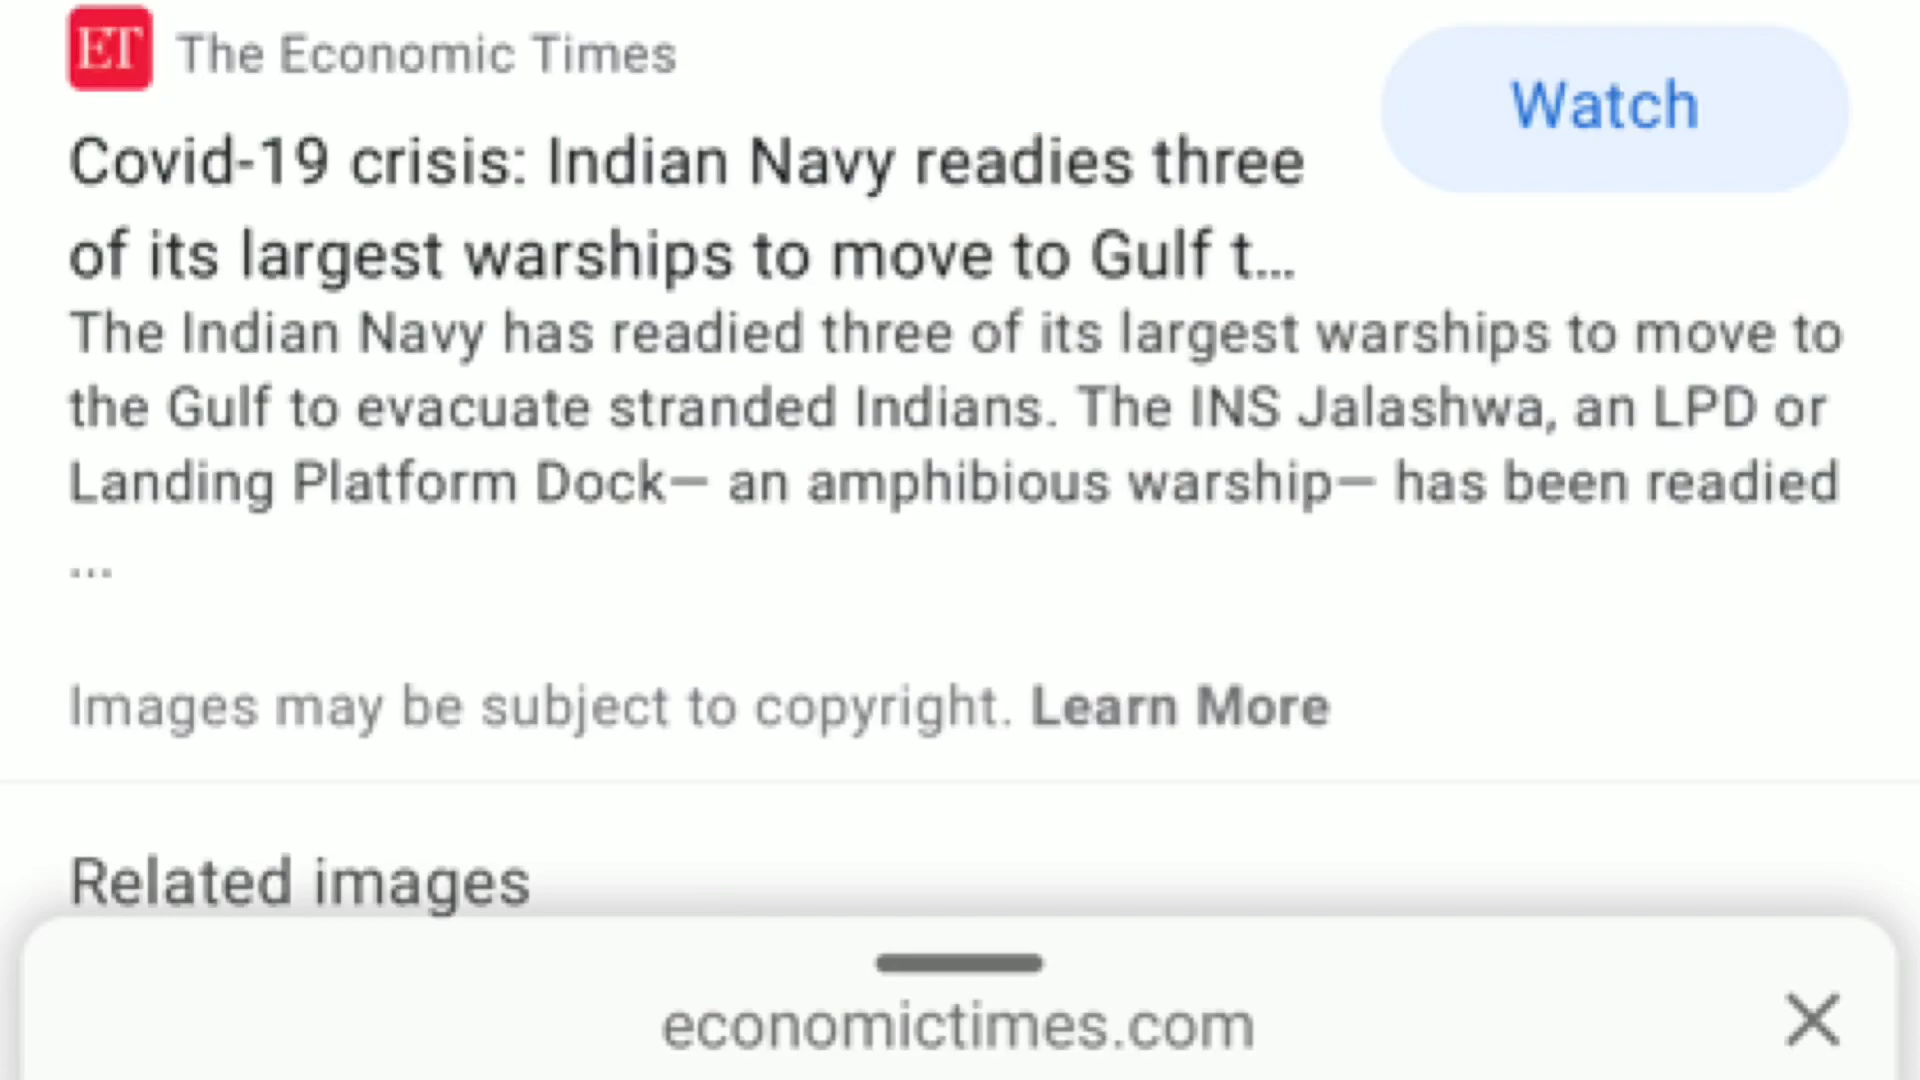 ET The Economic Times
Watch
Covid-19 crisis: Indian Navy readies three
of its largest warships to move to Gulf t...
The Indian Navy has readied three of its largest warships to move to
the Gulf to evacuate stranded Indians. The INS Jalashwa, an LPD or
Landing Platform Dock— an amphibious warship— has been readied
...
Images may be subject to copyright. Learn More
Related images
economictimes.com